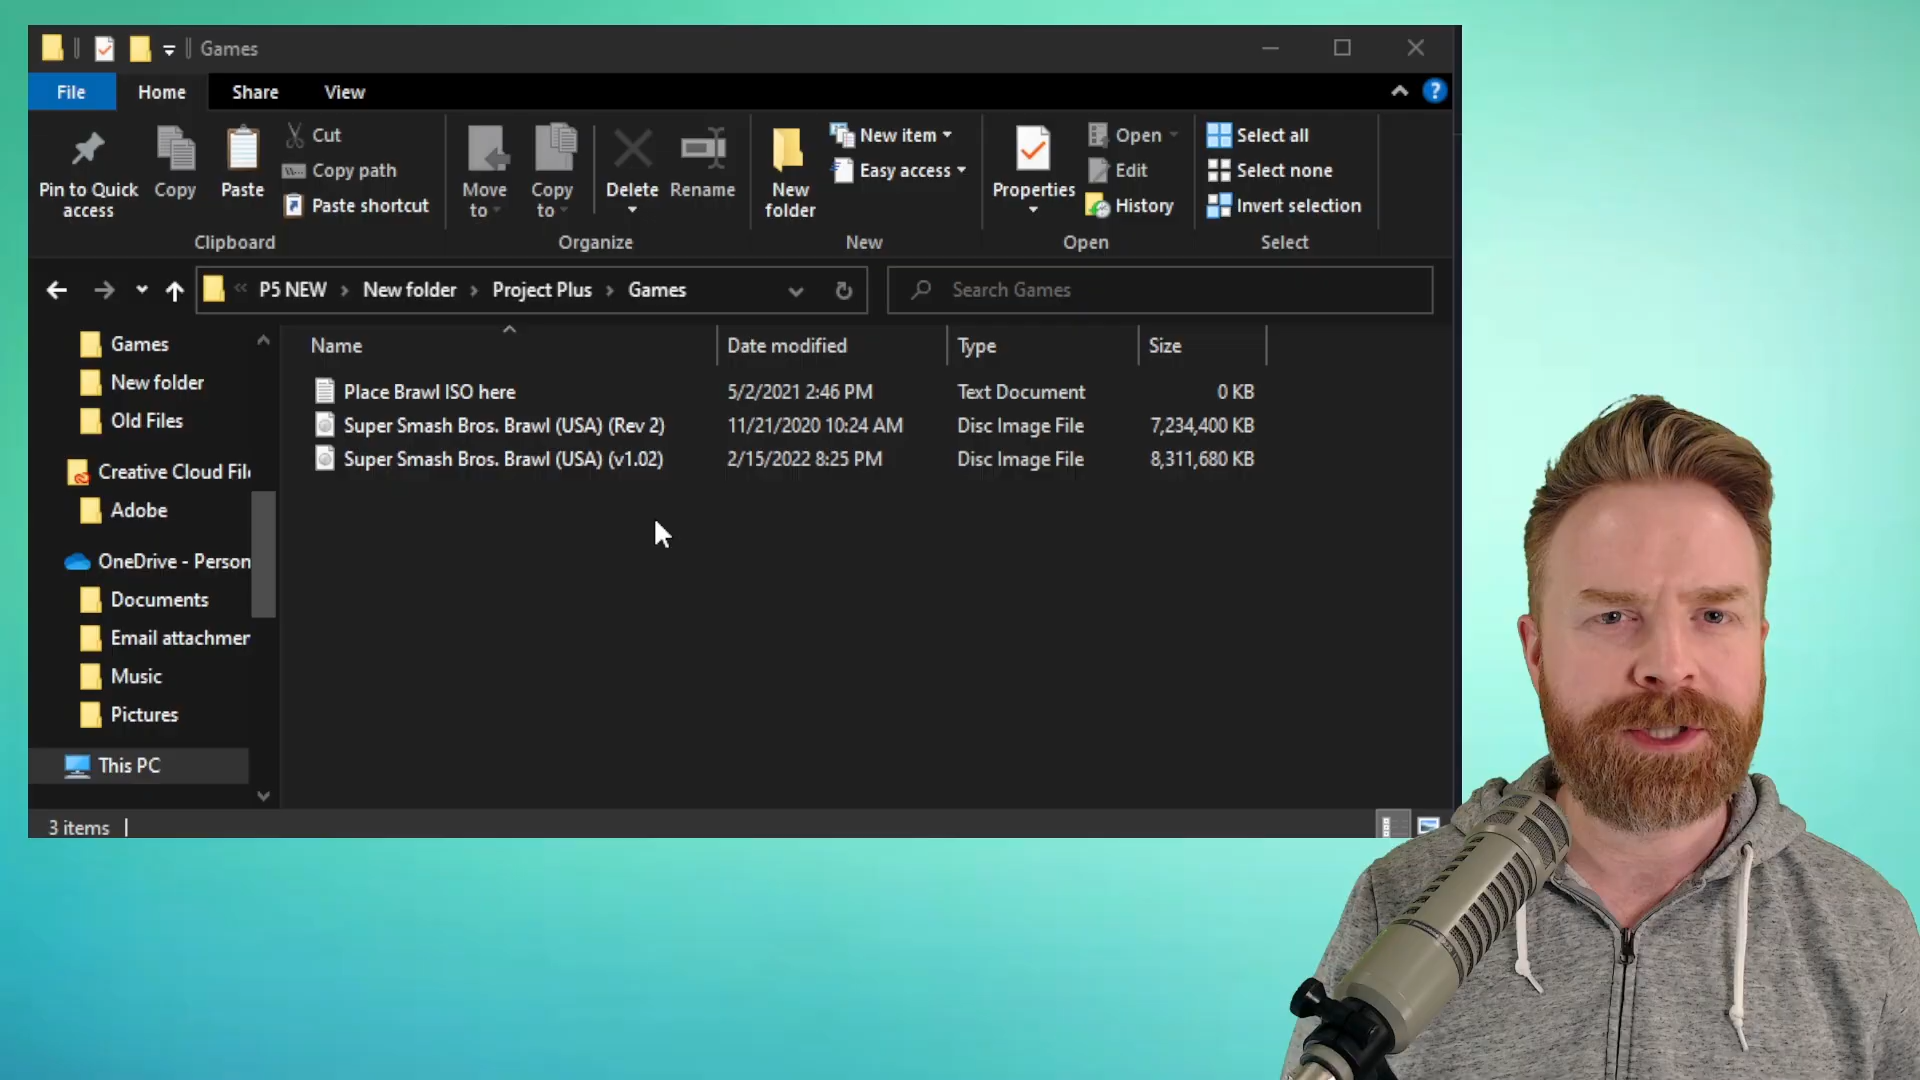 Games
File Home Share View
Pin to Quick access
Copy
Paste
Cut
Copy path
Paste shortcut
Clipboard
Move to
Copy to
Delete
Rename
Organize
New folder
New item
Easy access
New
Properties
Open
Edit
History
Open
Select all
Select none
Invert selection
Select
P5 NEW New folder Project Plus Games
Search Games
Games
New folder
Old Files
Creative Cloud Fil
Adobe
OneDrive - Person
Documents
Email attachmer
Music
Pictures
This PC
Name Date modified Type Size
Place Brawl ISO here 5/2/2021 2:46 PM Text Document 0 KB
Super Smash Bros. Brawl (USA) (Rev 2) 11/21/2020 10:24 AM Disc Image File 7,234,400 KB
Super Smash Bros. Brawl (USA) (v1.02) 2/15/2022 8:25 PM Disc Image File 8,311,680 KB
3 items